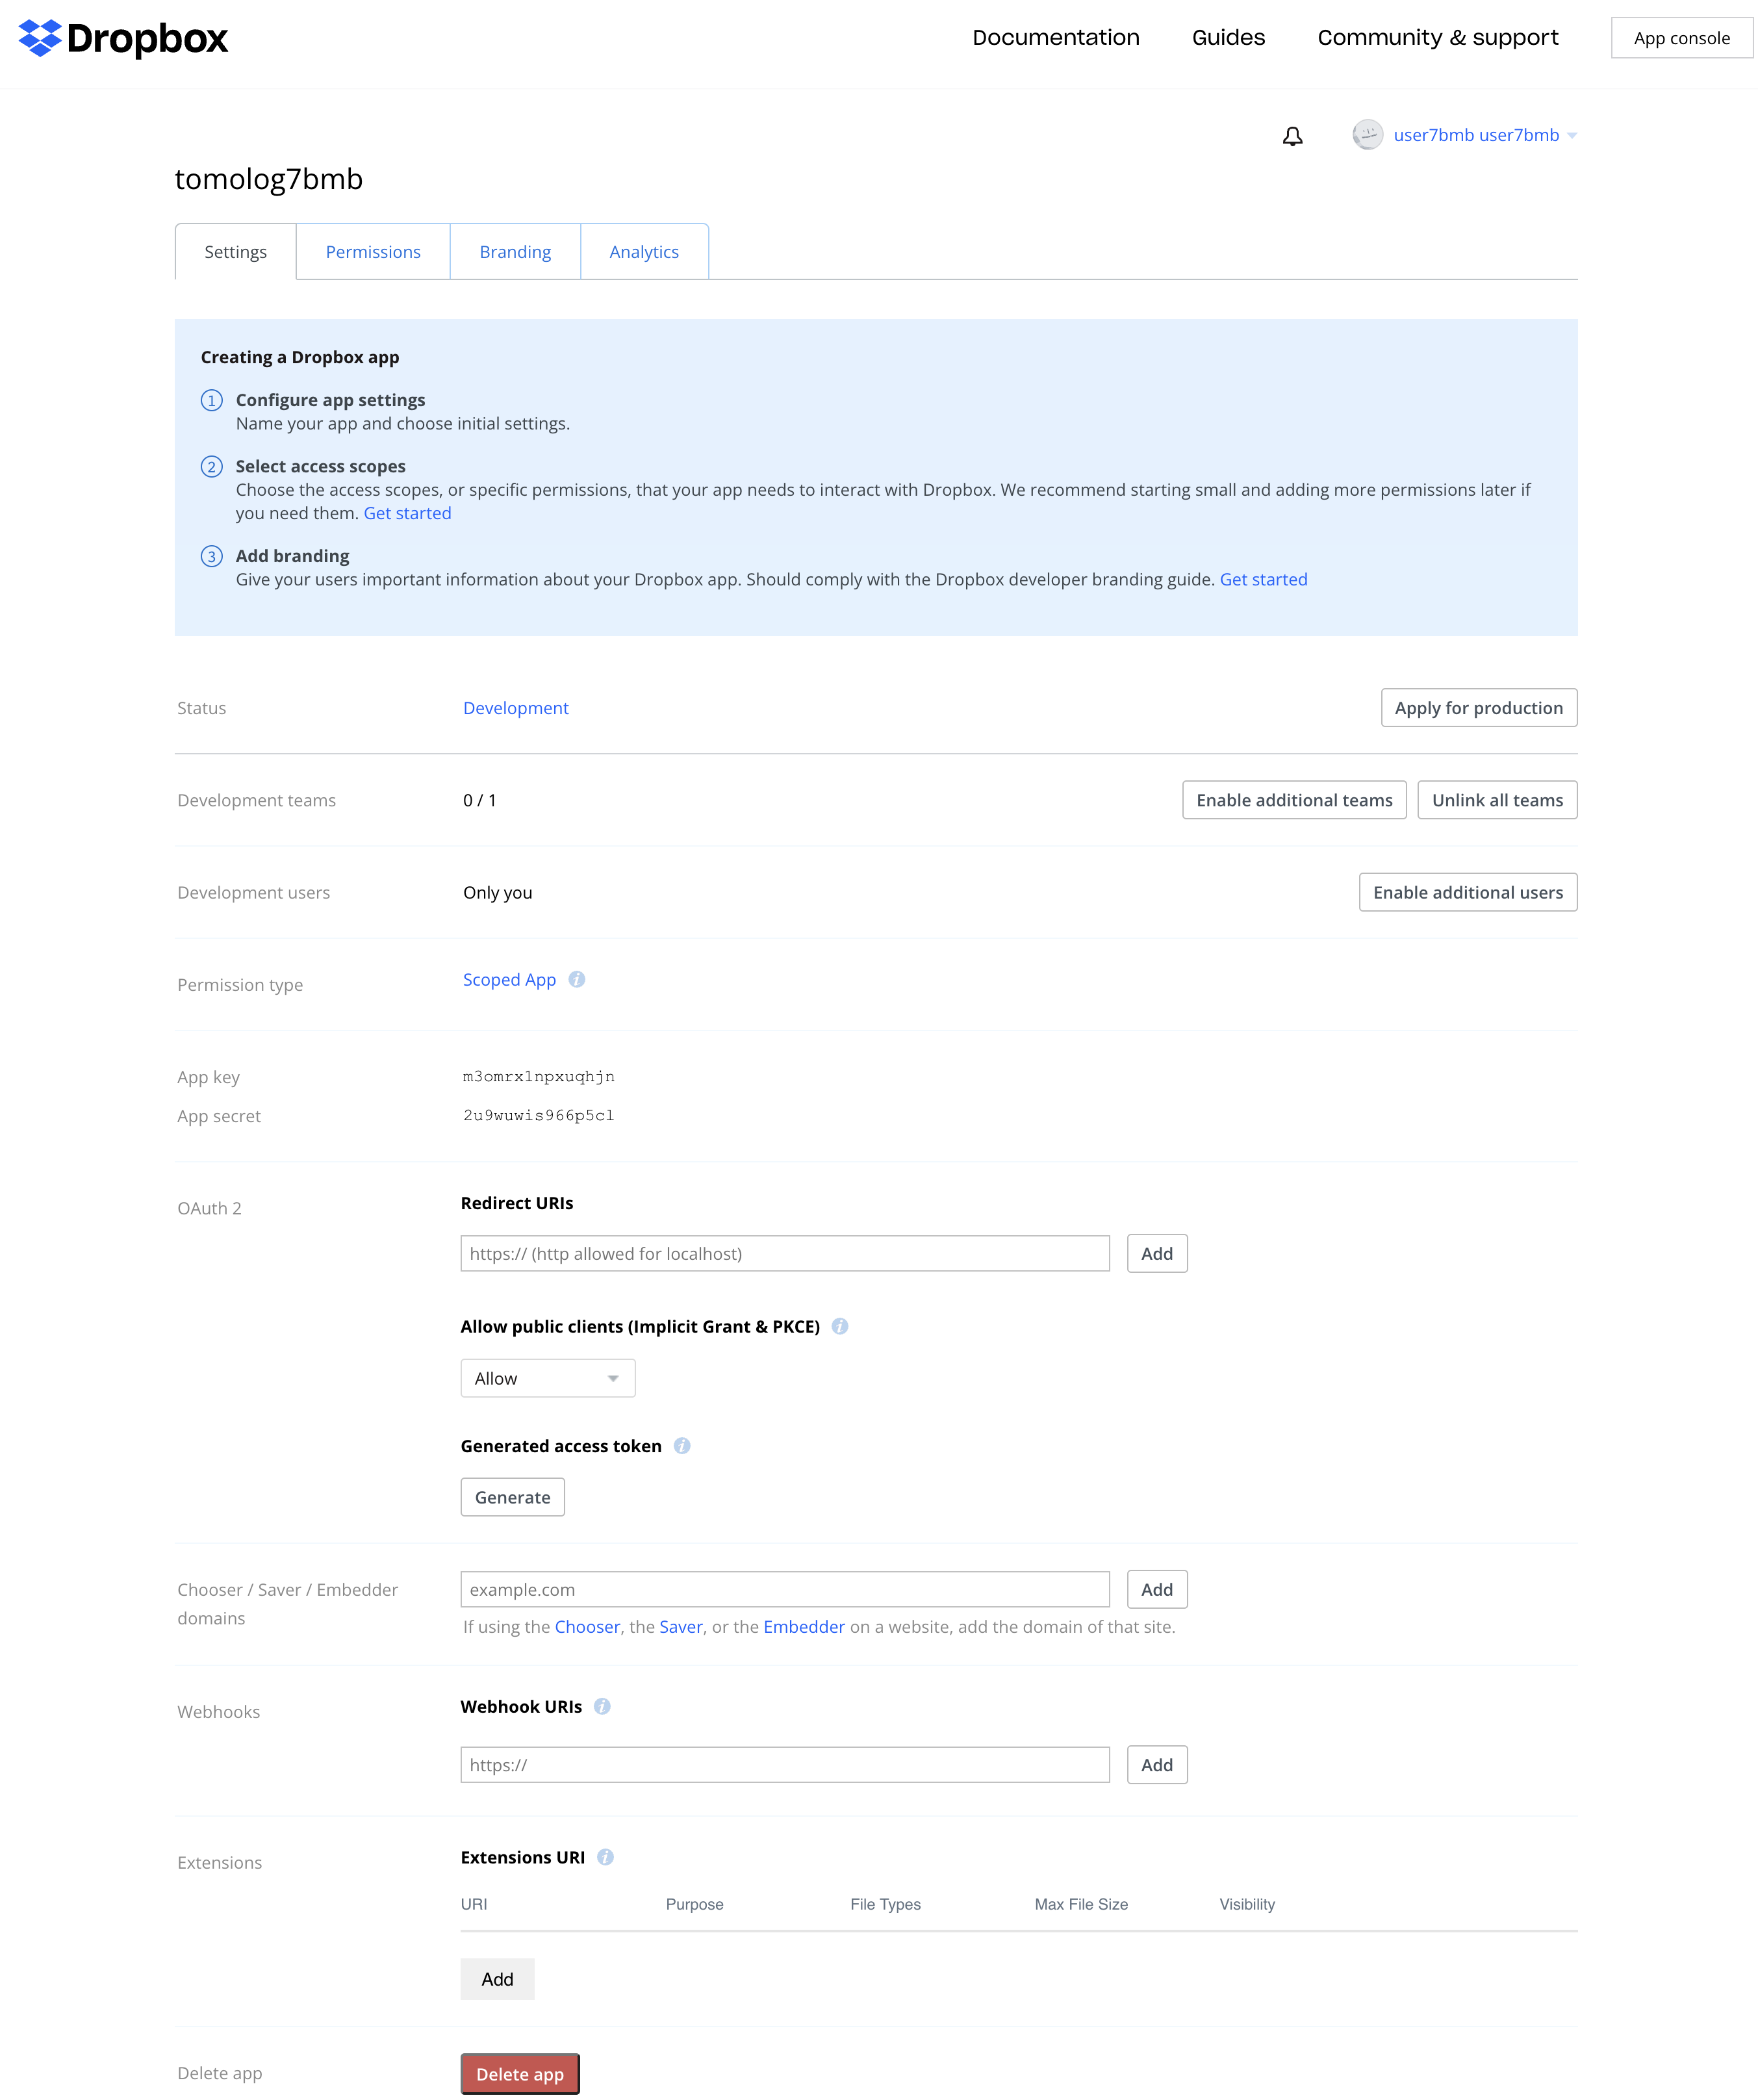 Dropbox
Documentation
Guides
Community & support
App console
user7bmb user7bmb
tomolog7bmb
Settings
Permissions
Branding
Analytics
Creating a Dropbox app
1 Configure app settings
Name your app and choose initial settings.
2 Select access scopes
Choose the access scopes, or specific permissions, that your app needs to interact with Dropbox. We recommend starting small and adding more permissions later if
you need them. Get started
3 Add branding
Give your users important information about your Dropbox app. Should comply with the Dropbox developer branding guide. Get started
Status
Development
Apply for production
Development teams
0 / 1
Enable additional teams
Unlink all teams
Development users
Only you
Enable additional users
Permission type
Scoped App i
App key
m3omrx1npxuqhjn
App secret
2u9wuwis966p5cl
OAuth 2
Redirect URIs
https:// (http allowed for localhost)
Add
Allow public clients (Implicit Grant & PKCE) i
Allow
Generated access token i
Generate
Chooser / Saver / Embedder
domains
example.com
Add
If using the Chooser, the Saver, or the Embedder on a website, add the domain of that site.
Webhooks
Webhook URIs i
https://
Add
Extensions
Extensions URI i
URI
Purpose
File Types
Max File Size
Visibility
Add
Delete app
Delete app